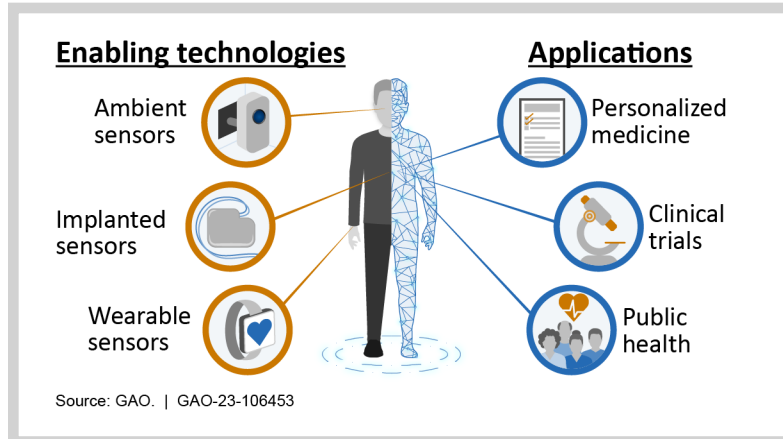 Enabling technologies
Applications
Ambient
sensors
Personalized
medicine
Implanted
sensors
Clinical
trials
Wearable
sensors
Public
health
Source: GAO. | GAO-23-106453